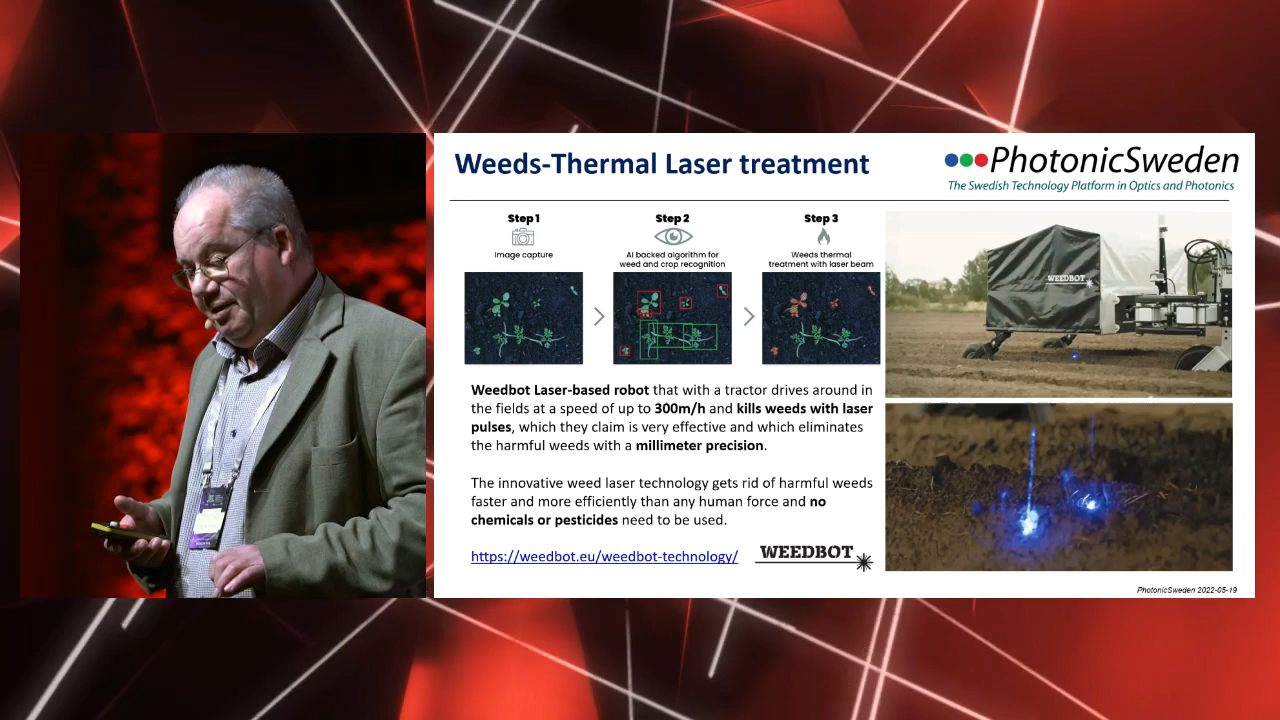 Weeds-Thermal Laser treatment
PhotonicSweden
The Swedish Technology Platform in Optics and Photonics
Step 1
Image capture
Step 2
AI backed algorithm for
weed and crop recognition
Step 3
Weeds thermal
treatment with laser beam
WEEDBOT
Weedbot Laser-based robot that with a tractor drives around in
the fields at a speed of up to 300m/h and kills weeds with laser
pulses, which they claim is very effective and which eliminates
the harmful weeds with a millimeter precision.
The innovative weed laser technology gets rid of harmful weeds
faster and more efficiently than any human force and no
chemicals or pesticides need to be used.
https://weedbot.eu/weedbot-technology/
WEEDBOT
PhotonicSweden 2022-05-19